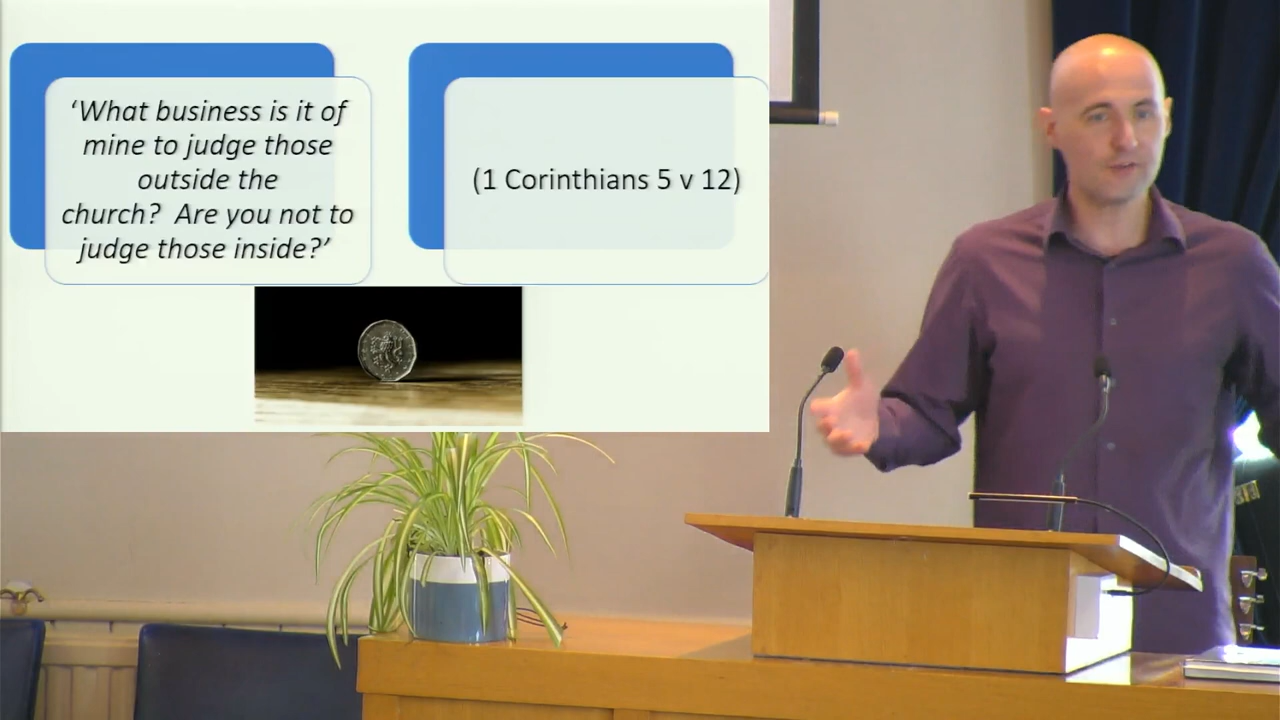 ‘What business is it of
mine to judge those
outside the
church?  Are you not to
judge those inside?’
(1 Corinthians 5 v 12)